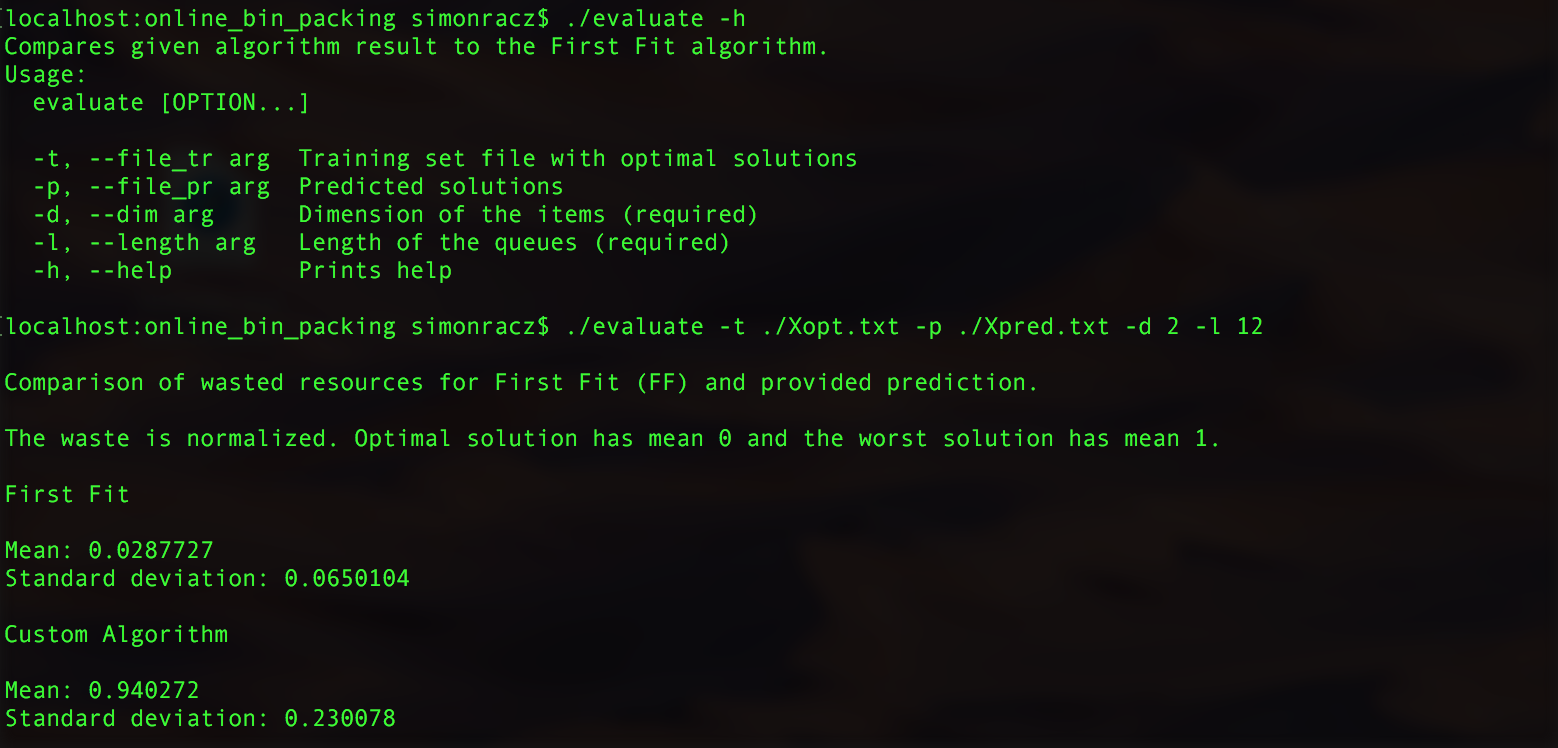 [localhost:online_bin_packing simonracz$ ./evaluate -h
Compares given algorithm result to the First Fit algorithm.
Usage:
  evaluate [OPTION...]

  -t, --file_tr arg  Training set file with optimal solutions
  -p, --file_pr arg  Predicted solutions
  -d, --dim arg      Dimension of the items (required)
  -l, --length arg   Length of the queues (required)
  -h, --help         Prints help

[localhost:online_bin_packing simonracz$ ./evaluate -t ./Xopt.txt -p ./Xpred.txt -d 2 -l 12

Comparison of wasted resources for First Fit (FF) and provided prediction.

The waste is normalized. Optimal solution has mean 0 and the worst solution has mean 1.

First Fit

Mean: 0.0287727
Standard deviation: 0.0650104

Custom Algorithm

Mean: 0.940272
Standard deviation: 0.230078